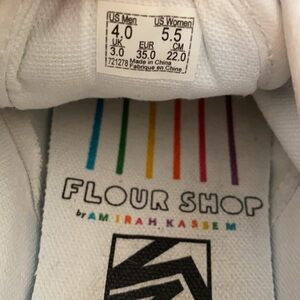 US Men US Women
4.0 5.5
UK EUR CM
3.0 35.0 22.0
721278 Made in China
Fabriqué en Chine
FLOUR SHOP
by AMIRAH KASSEM